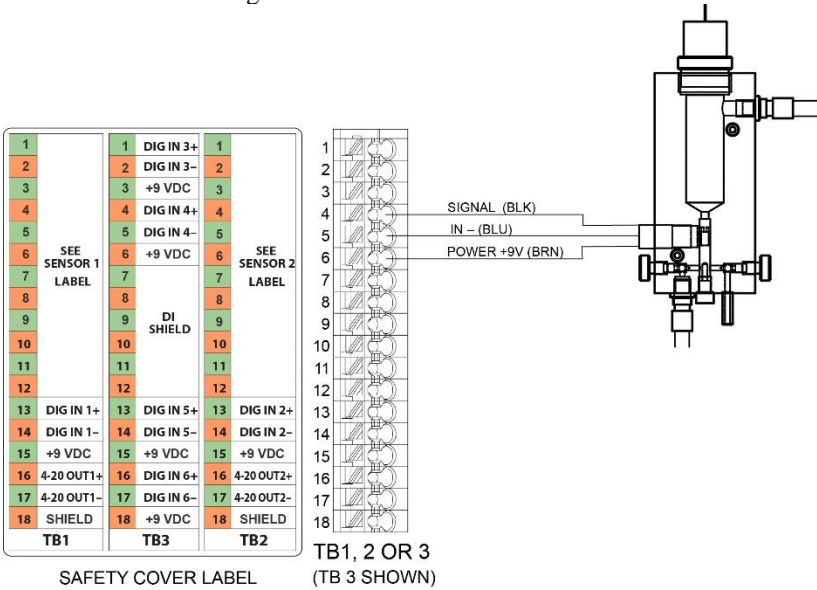 1 1 DIG IN 3+ 1
2 2 DIG IN 3– 2
3 3 +9 VDC 3
4 4 DIG IN 4+ 4
5 5 DIG IN 4– 5
6 SEE 6 +9 VDC 6 SEE
SENSOR 1 SENSOR 2
7 LABEL 7 7 LABEL
8 8 DI 8
9 9 SHIELD 9
10 10 10
11 11 11
12 12 12
13 DIG IN 1+ 13 DIG IN 5+ 13 DIG IN 2+
14 DIG IN 1– 14 DIG IN 5– 14 DIG IN 2–
15 +9 VDC 15 +9 VDC 15 +9 VDC
16 4-20 OUT1+ 16 DIG IN 6+ 16 4-20 OUT2+
17 4-20 OUT1– 17 DIG IN 6– 17 4-20 OUT2–
18 SHIELD 18 +9 VDC 18 SHIELD
TB1 TB3 TB2
SAFETY COVER LABEL
1
2
3
4
5
6
7
8
9
10
11
12
13
14
15
16
17
18
TB1, 2 OR 3
(TB 3 SHOWN)
SIGNAL (BLK)
IN – (BLU)
POWER +9V (BRN)